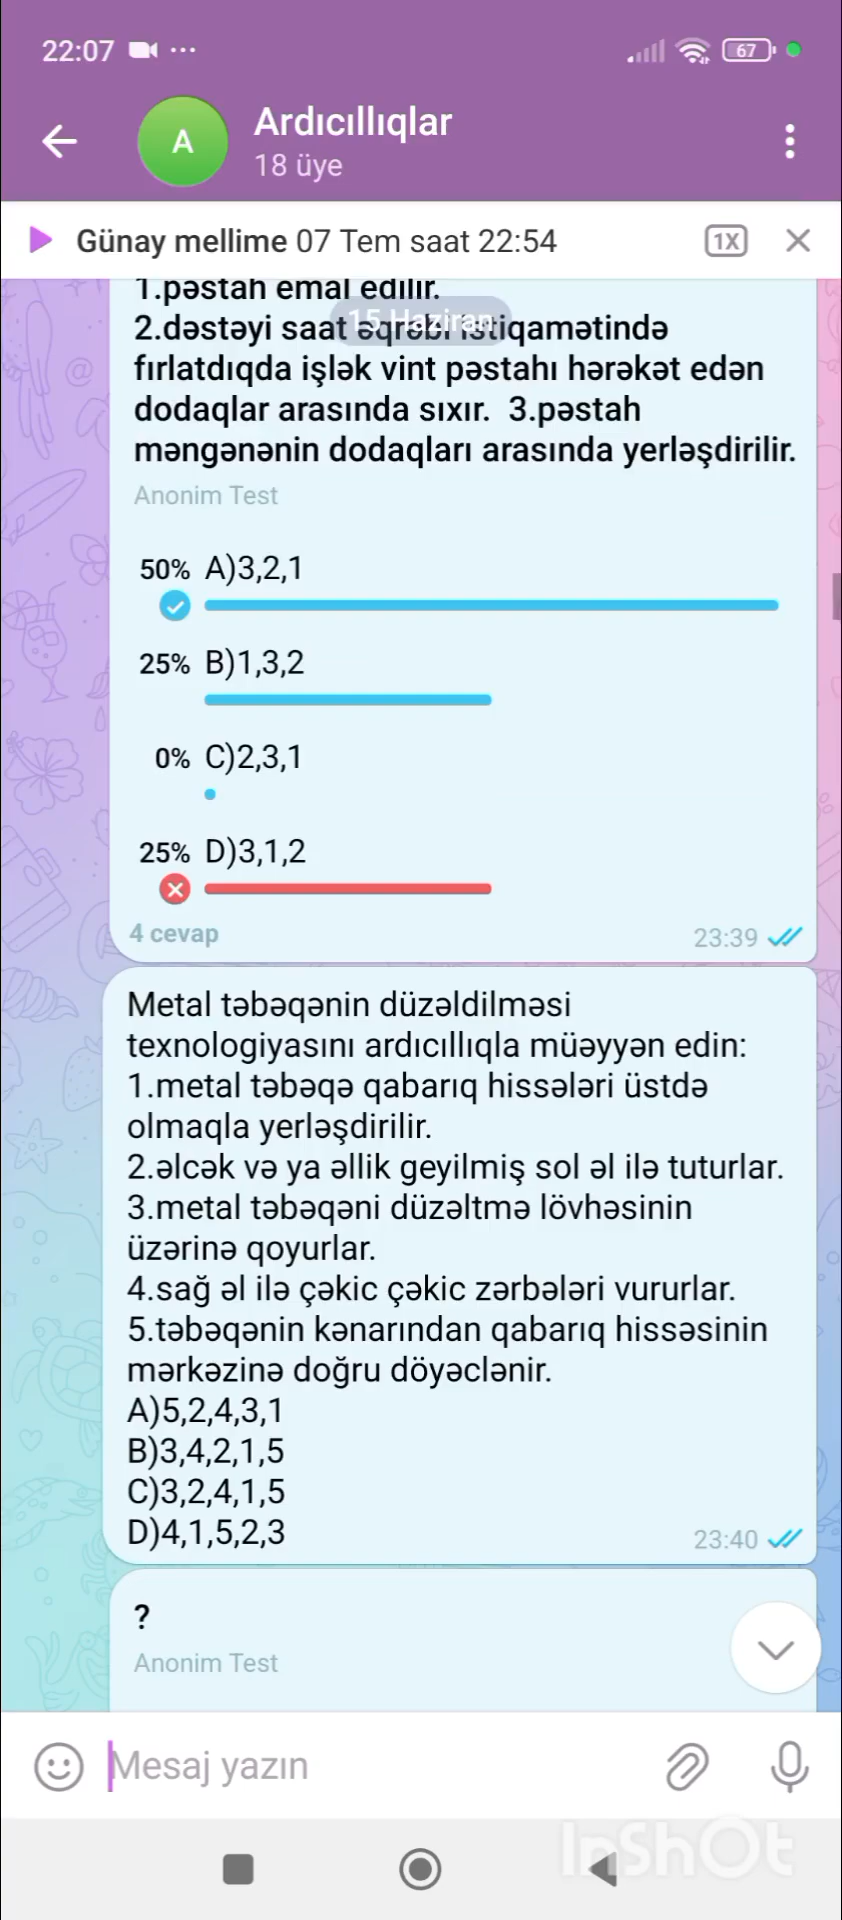 22:07
67
A
Ardıcıllıqlar
18 üye
Günay mellime 07 Tem saat 22:54
1X
1.pəstah emal edilir.
15 Haziran
2.dəstəyi saat əqrəbi istiqamətində
fırlatdıqda işlək vint pəstahı hərəkət edən
dodaqlar arasında sıxır. 3.pəstah
məngənənin dodaqları arasında yerləşdirilir.
Anonim Test
50% A)3,2,1
25% B)1,3,2
0% C)2,3,1
25% D)3,1,2
4 cevap
23:39
Metal təbəqənin düzəldilməsi
texnologiyasını ardıcıllıqla müəyyən edin:
1.metal təbəqə qabarıq hissələri üstdə
olmaqla yerləşdirilir.
2.əlcək və ya əllik geyilmiş sol əl ilə tuturlar.
3.metal təbəqəni düzəltmə lövhəsinin
üzərinə qoyurlar.
4.sağ əl ilə çəkic çəkic zərbələri vururlar.
5.təbəqənin kənarından qabarıq hissəsinin
mərkəzinə doğru döyəclənir.
A)5,2,4,3,1
B)3,4,2,1,5
C)3,2,4,1,5
D)4,1,5,2,3
23:40
?
Anonim Test
Mesaj yazın
InShOt